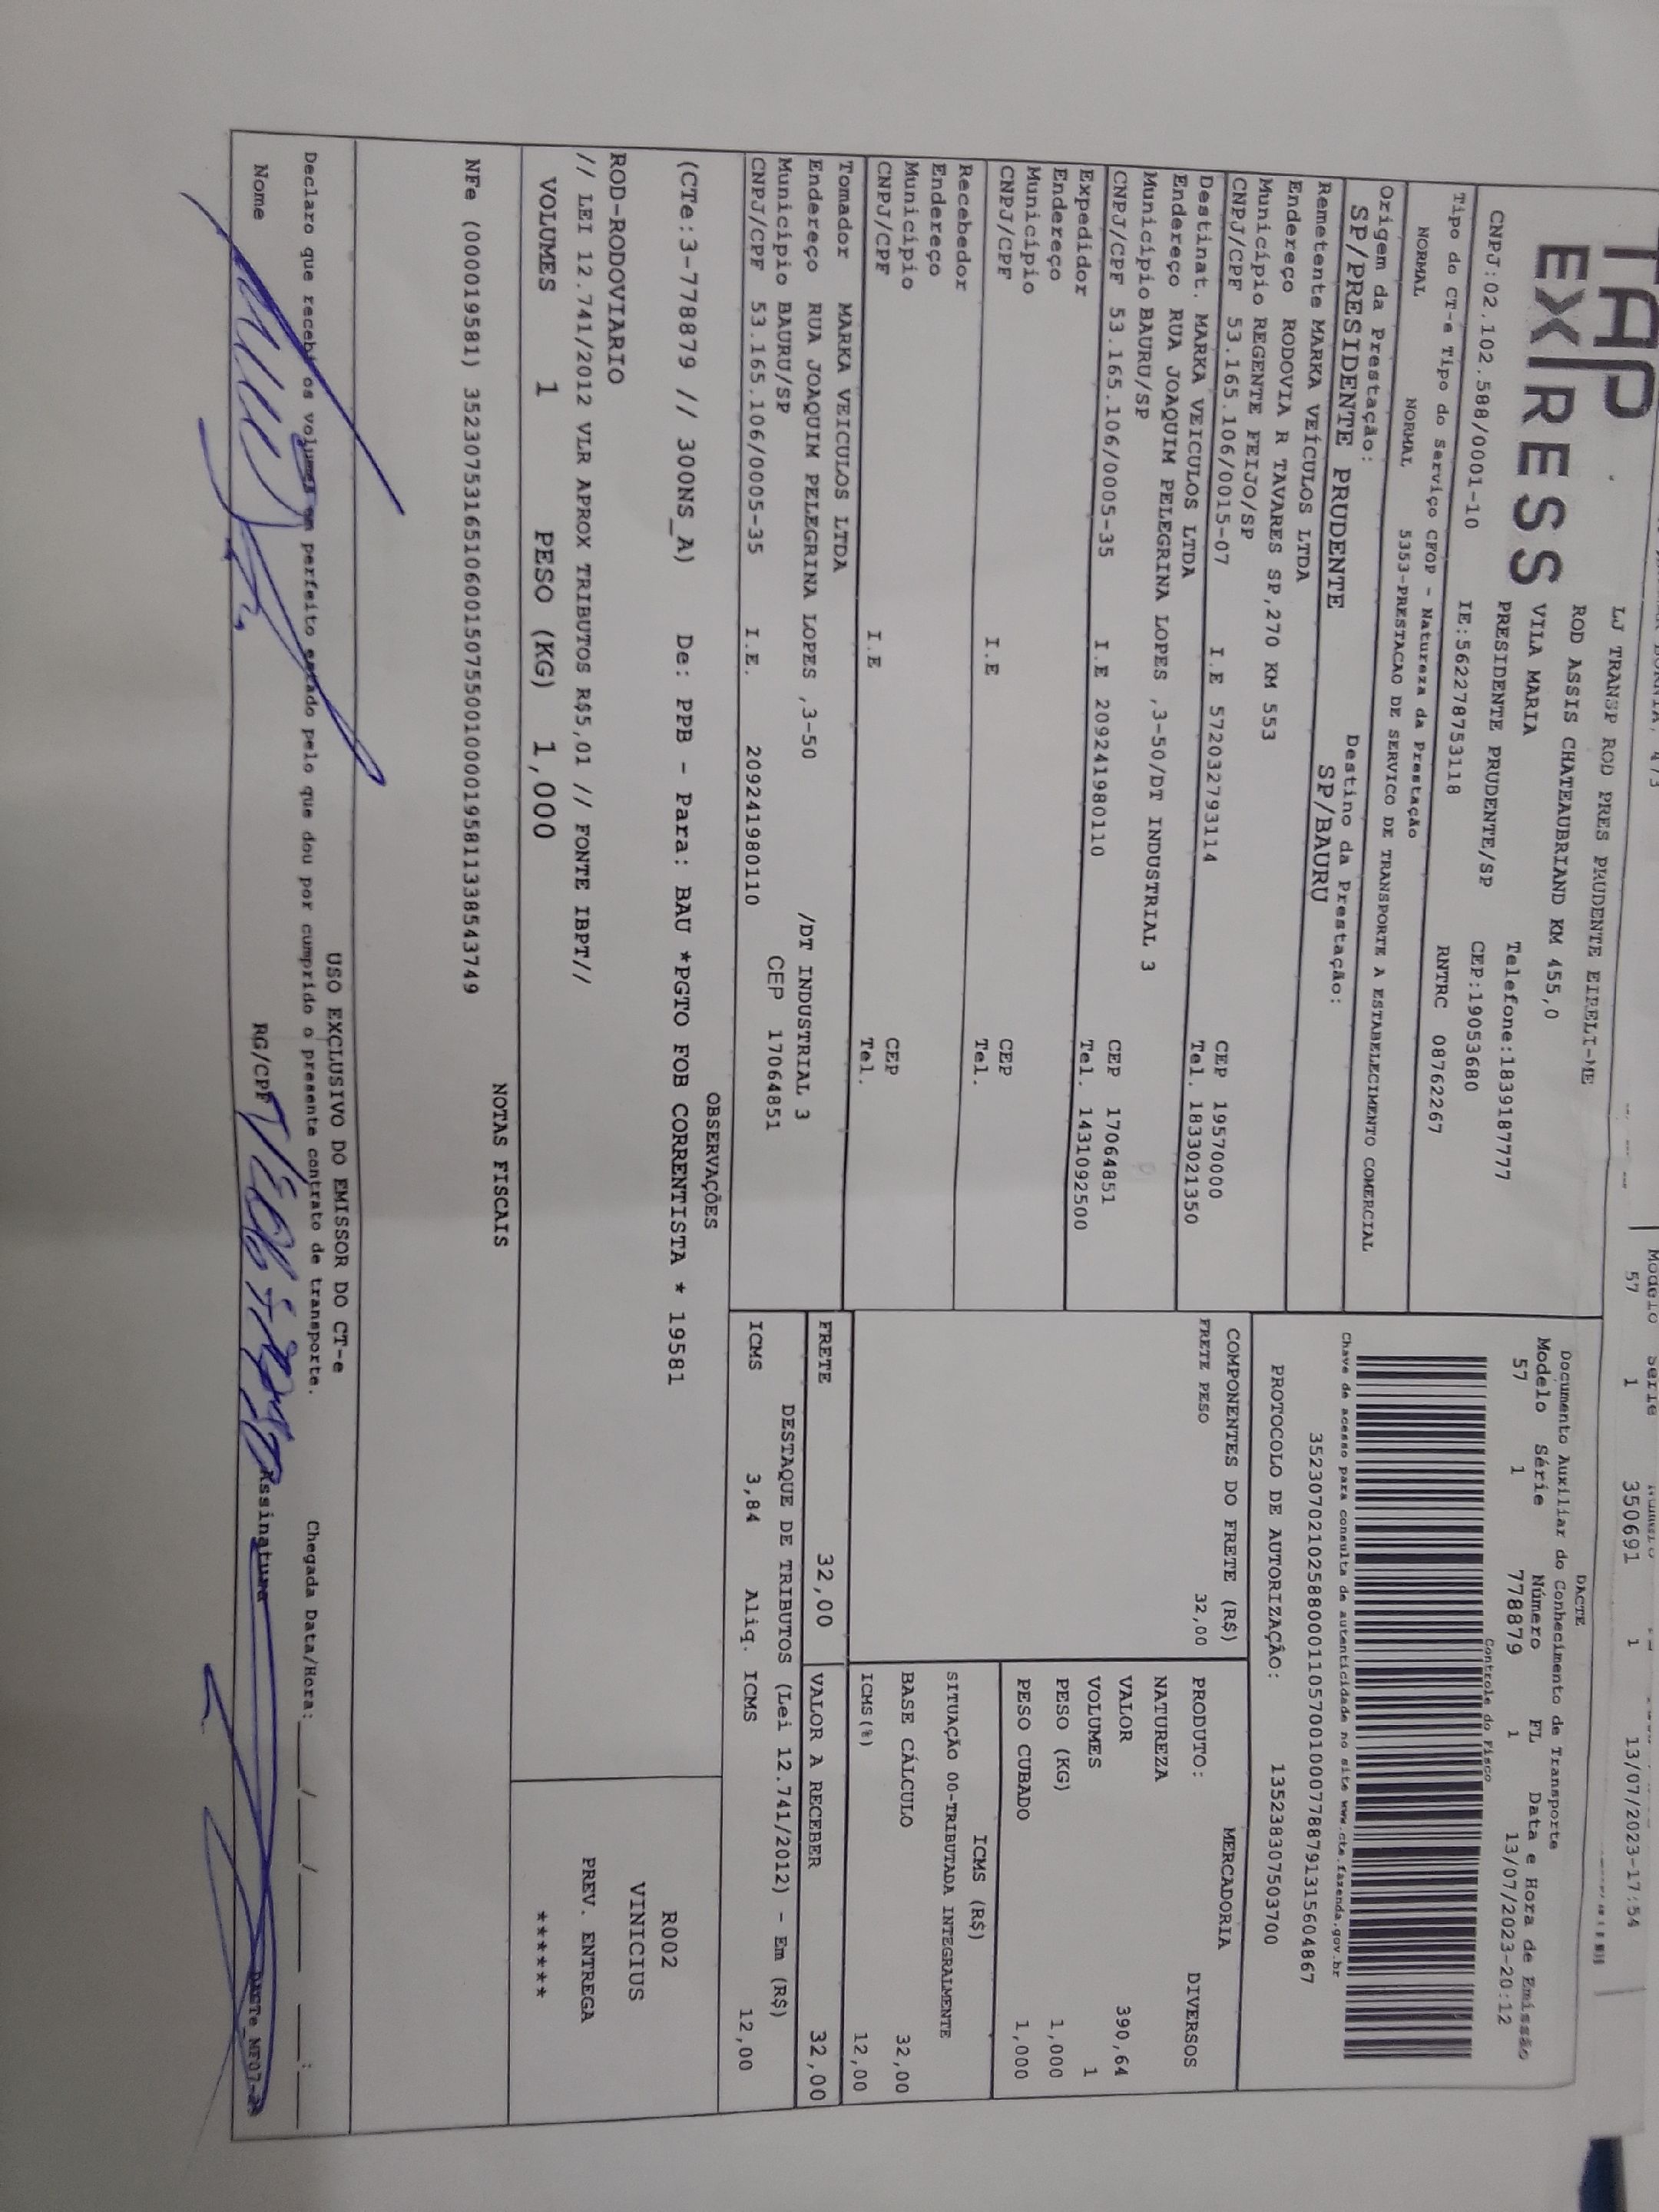 Modelo Série
57 1 350691 1 13/07/2023-17:54
TAP
EXPRESS
LJ TRANSP ROD PRES PRUDENTE EIRELI-ME
ROD ASSIS CHATEAUBRIAND KM 455,0
VILA MARIA
PRESIDENTE PRUDENTE/SP
Telefone:1839187777
CNPJ:02.102.588/0001-10 IE:562278753118 CEP:19053680
RNTRC 08762267
DACTE
Documento Auxiliar do Conhecimento de Transporte
Modelo Série Número FL Data e Hora de Emissão
57 1 778879 1 13/07/2023-20:12
Controle do Fisco
Chave de acesso para consulta de autenticidade no site www.cte.fazenda.gov.br
35230702102588000110570010007788791315604867
PROTOCOLO DE AUTORIZAÇÃO: 135238307503700
Tipo do CT-e Tipo do Serviço CFOP - Natureza da Prestação
NORMAL NORMAL 5353-PRESTACAO DE SERVICO DE TRANSPORTE A ESTABELECIMENTO COMERCIAL
Origem da Prestação: Destino da Prestação:
SP/PRESIDENTE PRUDENTE SP/BAURU
Remetente MARKA VEÍCULOS LTDA
Endereço RODOVIA R TAVARES SP,270 KM 553
Município REGENTE FEIJO/SP CEP 19570000
CNPJ/CPF 53.165.106/0015-07 I.E 572032793114 Tel. 1833021350
Destinat. MARKA VEICULOS LTDA
Endereço RUA JOAQUIM PELEGRINA LOPES ,3-50/DT INDUSTRIAL 3
Município BAURU/SP CEP 17064851
CNPJ/CPF 53.165.106/0005-35 I.E 209241980110 Tel. 1431092500
Expedidor
Endereço
Município CEP
CNPJ/CPF I.E Tel.
Recebedor
Endereço
Município CEP
CNPJ/CPF I.E Tel.
Tomador MARKA VEICULOS LTDA
Endereço RUA JOAQUIM PELEGRINA LOPES ,3-50 /DT INDUSTRIAL 3
Município BAURU/SP CEP 17064851
CNPJ/CPF 53.165.106/0005-35 I.E. 209241980110
COMPONENTES DO FRETE (R$)
FRETE PESO 32,00
MERCADORIA
PRODUTO: DIVERSOS
NATUREZA
VALOR 390,64
VOLUMES 1
PESO (KG) 1,000
PESO CUBADO 1,000
ICMS (R$)
SITUAÇÃO 00-TRIBUTADA INTEGRALMENTE
BASE CÁLCULO 32,00
ICMS(%) 12,00
FRETE 32,00 VALOR A RECEBER 32,00
DESTAQUE DE TRIBUTOS (Lei 12.741/2012) - Em (R$)
ICMS 3,84 Aliq. ICMS 12,00
OBSERVAÇÕES
(CTe:3-778879 // 300NS_A) De: PPB - Para: BAU *PGTO FOB CORRENTISTA * 19581
ROD-RODOVIARIO
// LEI 12.741/2012 VLR APROX TRIBUTOS R$5,01 // FONTE IBPT//
VOLUMES 1 PESO (KG) 1,000
R002
VINICIUS
PREV. ENTREGA
******
NOTAS FISCAIS
NFe (000019581) 35230753165106001507550010000195811338543749
USO EXCLUSIVO DO EMISSOR DO CT-e
Declaro que recebi os volumes em perfeito estado pelo que dou por cumprido o presente contrato de transporte. Chegada Data/Hora:____/____/____ ____:____
Nome RG/CPF Assinatura